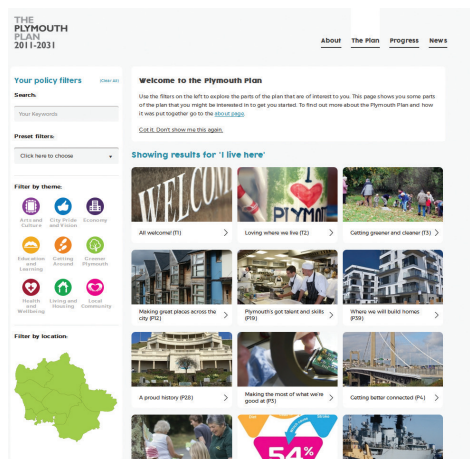 THE
PLYMOUTH
PLAN
2011-2031
About The Plan Progress News
Your policy filters
(Clear All)
Search:
Your Keywords
Preset filters:
Click here to choose
Filter by theme:
Arts and
Culture
City Pride
and Vision
Economy
Education
and
Learning
Getting
Around
Greener
Plymouth
Health
and
Wellbeing
Living and
Housing
Local
Community
Filter by location:
Welcome to the Plymouth Plan
Use the filters on the left to explore the parts of the plan that are of interest to you. This page shows you some parts
of the plan that you might be interested in to get you started. To find out more about the Plymouth Plan and how
it was put together go to the about page.
Got it. Don't show me this again.
Showing results for 'I live here'
WELCOM
I
PLYMO
All welcome! (T1)
Loving where we live (T2)
Getting greener and cleaner (T3)
Making great places across the
city (P12)
Plymouth's got talent and skills
(P19)
Where we will build homes
(P39)
A proud history (P28)
Making the most of what we're
good at (P3)
Getting better connected (P4)
54%